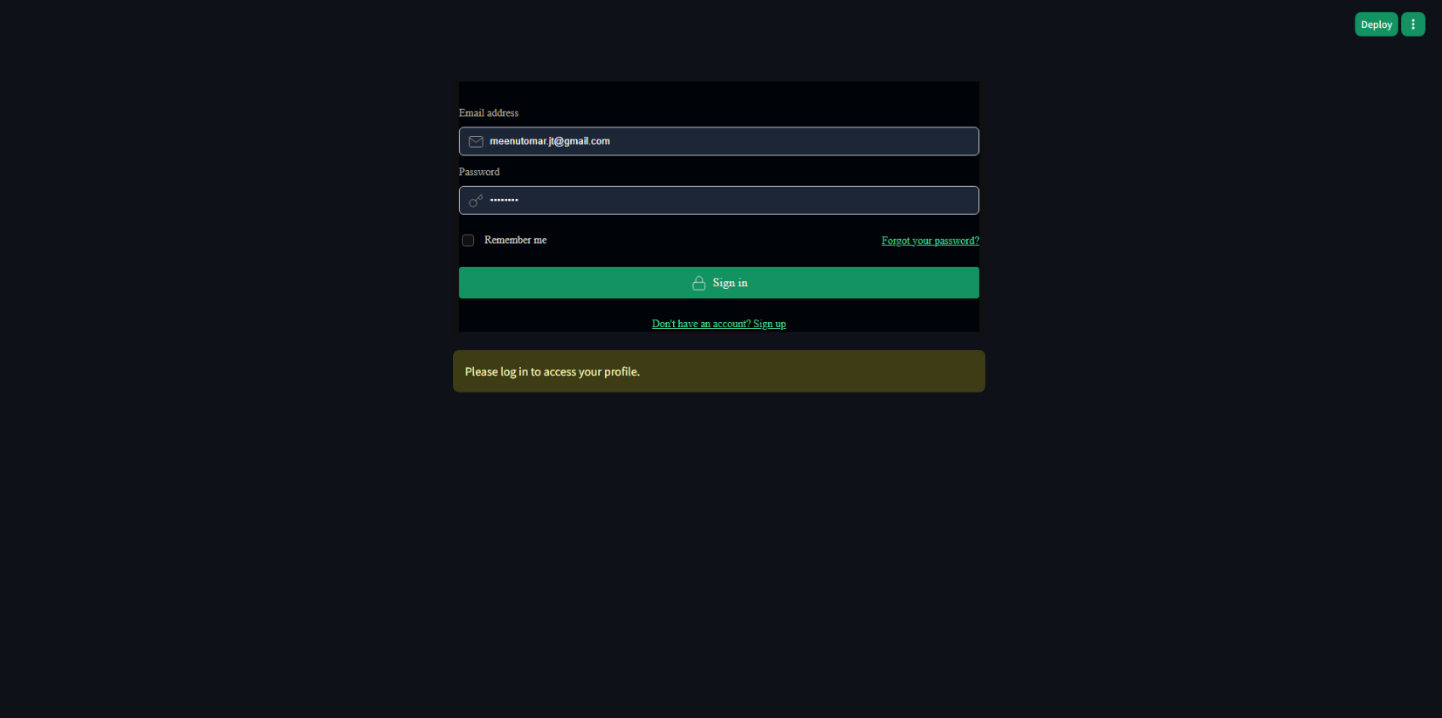 Deploy
Email address
meenutomar.jt@gmail.com
Password
••••••••
Remember me
Forgot your password?
Sign in
Don't have an account? Sign up
Please log in to access your profile.